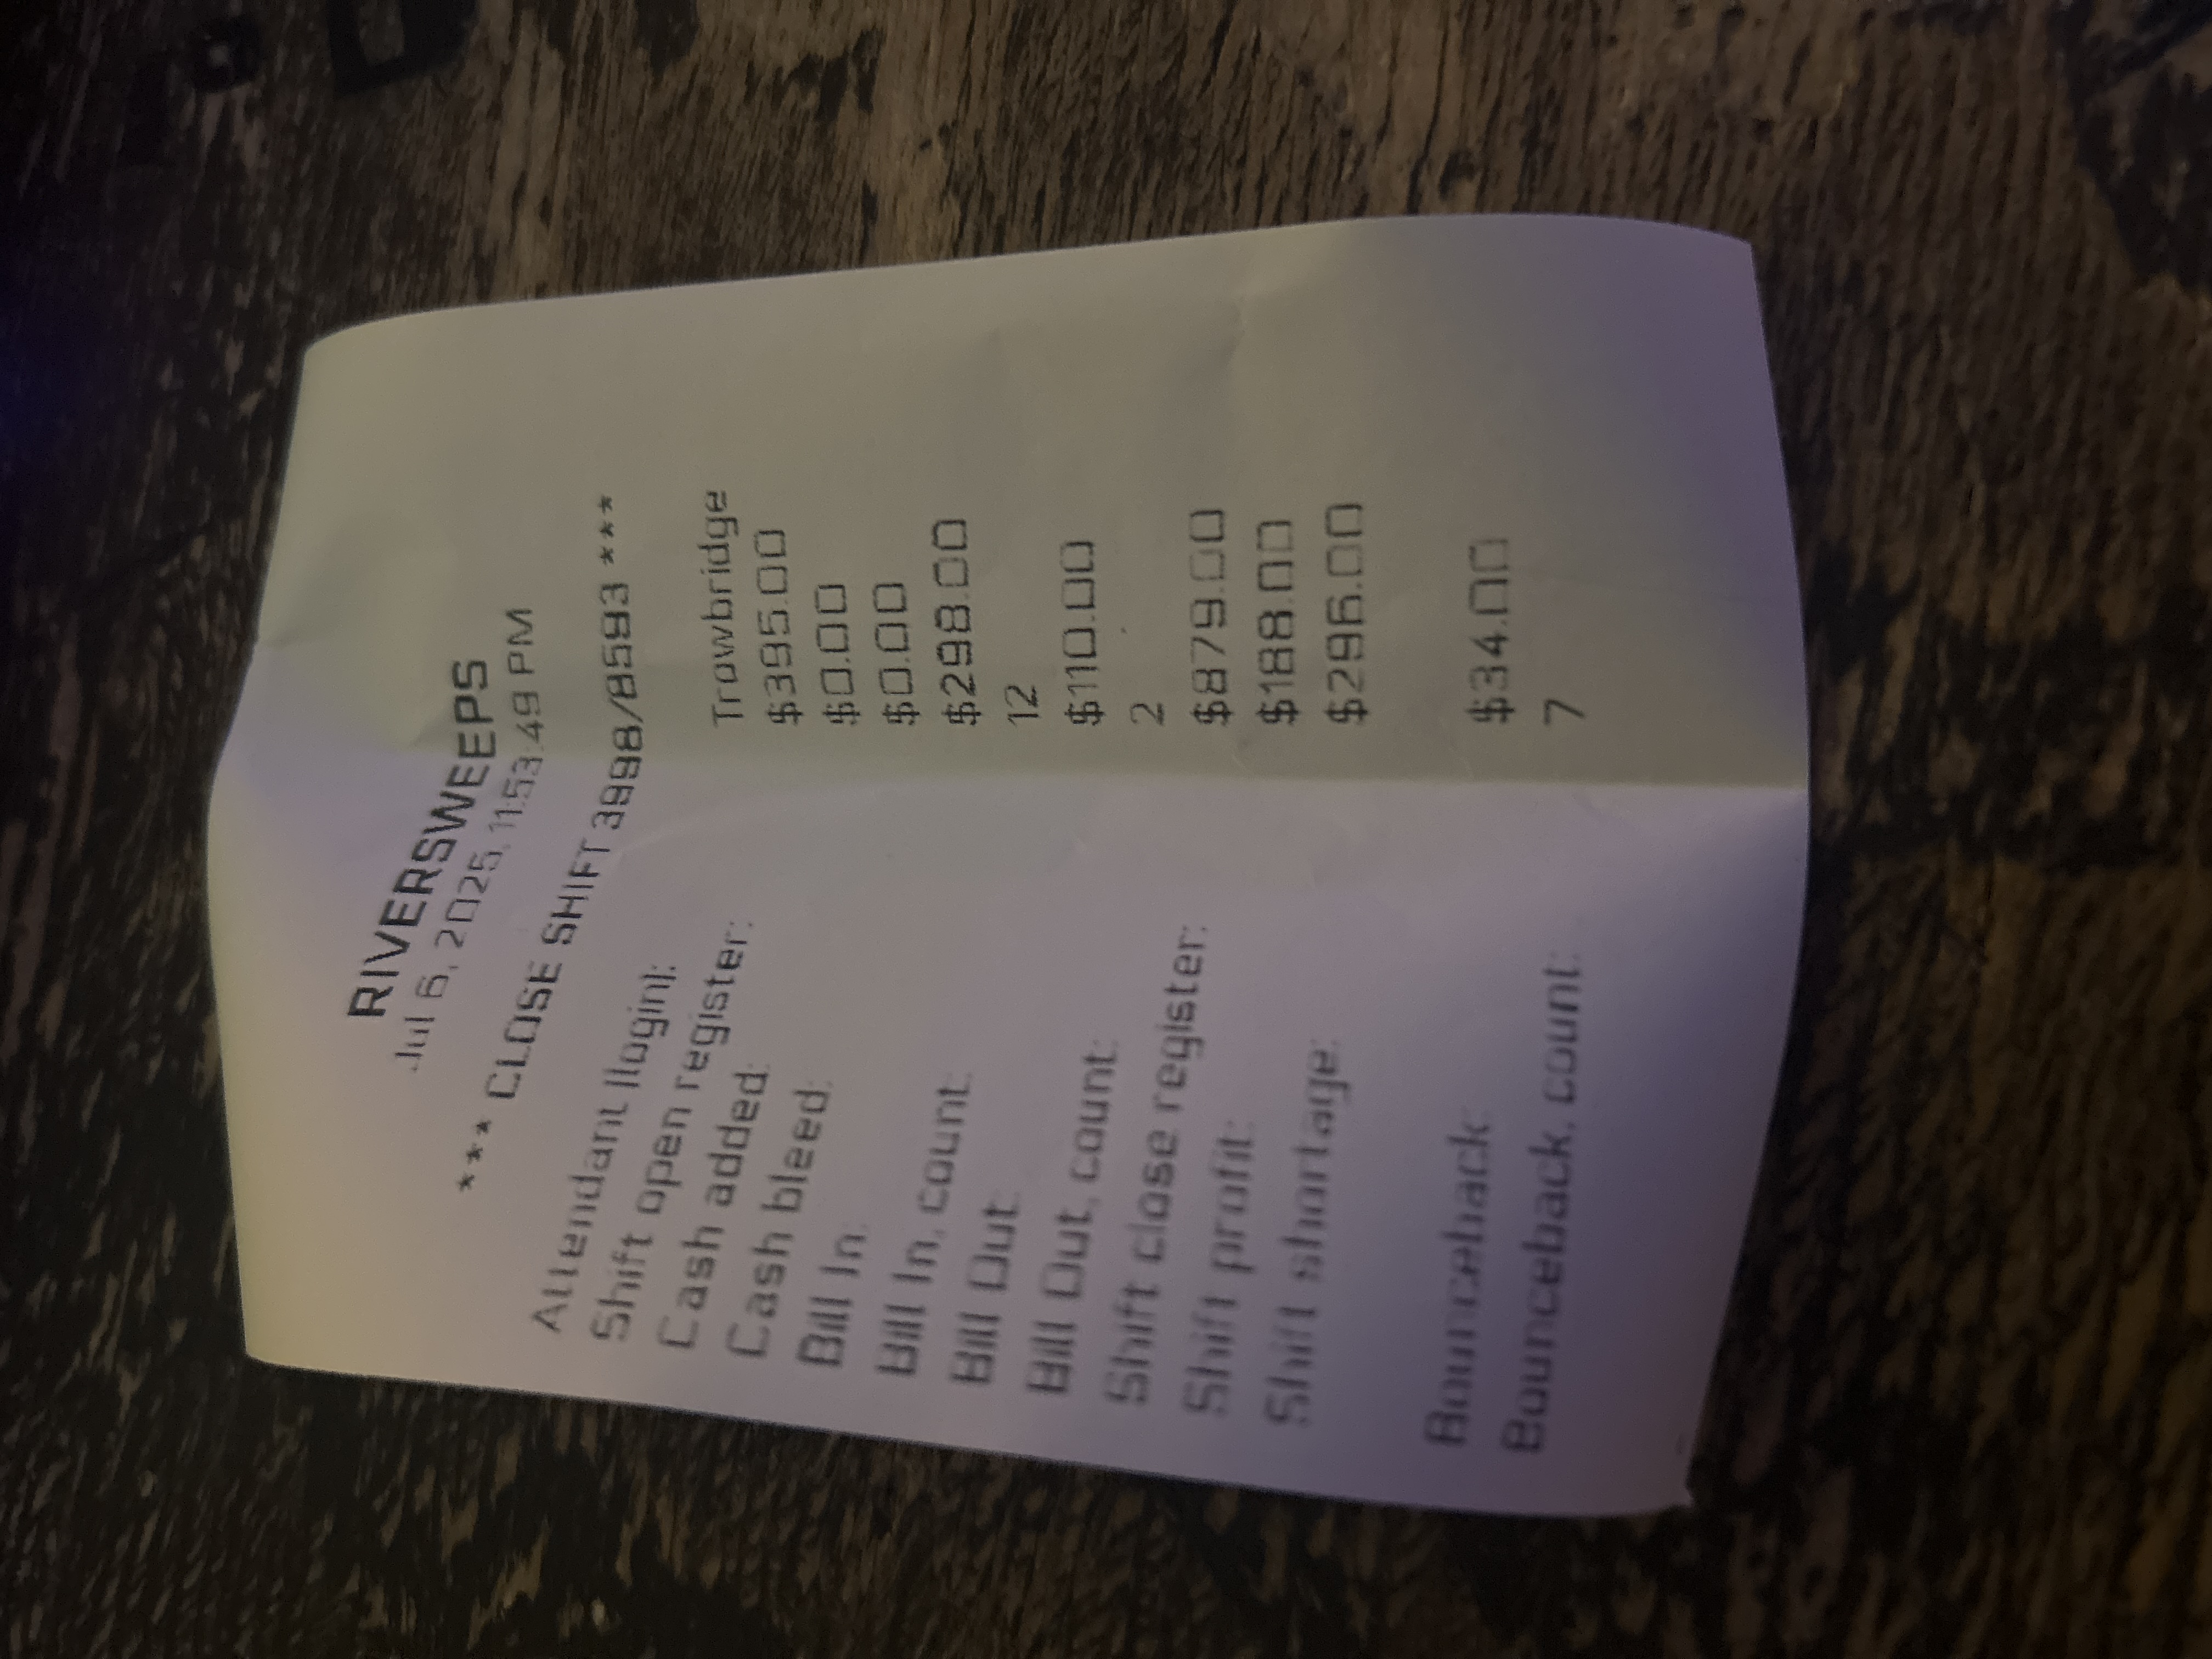 RIVERSWEEPS
Jul 6, 2025, 11:53:49 PM
*** CLOSE SHIFT 3998/8593 ***
Attendant (login): Trowbridge
Shift open register: $395.00
Cash added: $0.00
Cash bleed: $0.00
Bill In: $298.00
Bill In, count: 12
Bill Out: $110.00
Bill Out, count: 2
Shift close register: $879.00
Shift profit: $188.00
Shift shortage: $296.00
Bounceback: $34.00
Bounceback, count: 7